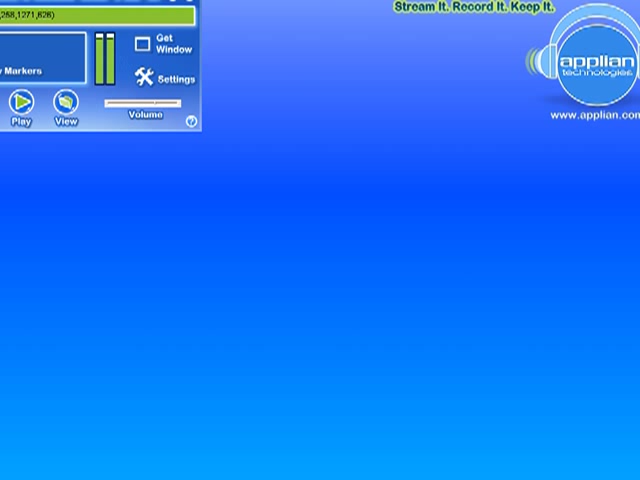 Stream It. Record It. Keep It.
,258,1271,626)
Get
Window
Markers
Settings
Play
View
Volume
?
applian
technologies
www.applian.com